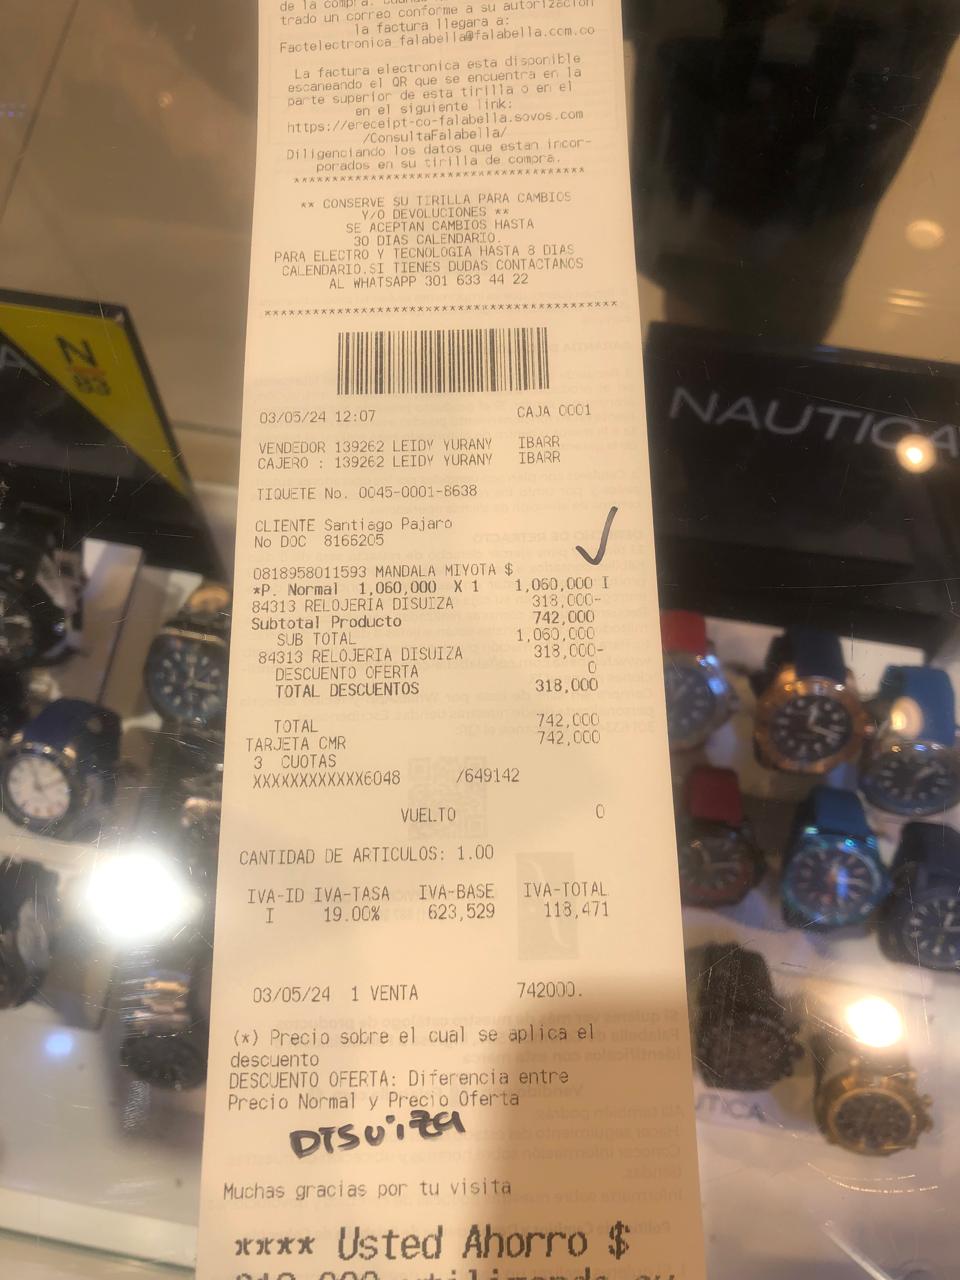 de la compra.
trado un correo conforme a su autorización
la factura llegara a:
Factelectronica_falabella@falabella.com.co
La factura electronica esta disponible
escaneando el QR que se encuentra en la
parte superior de esta tirilla o en el
en el siguiente link:
https://ereceipt-co-falabella.sovos.com
/ConsultaFalabella/
Diligenciando los datos que estan incor-
porados en su tirilla de compra.
****************************************
** CONSERVE SU TIRILLA PARA CAMBIOS
Y/O DEVOLUCIONES **
SE ACEPTAN CAMBIOS HASTA
30 DIAS CALENDARIO.
PARA ELECTRO Y TECNOLOGIA HASTA 8 DIAS
CALENDARIO.SI TIENES DUDAS CONTACTANOS
AL WHATSAPP 301 633 44 22
****************************************
N
83
NAUTICA
03/05/24 12:07 CAJA 0001
VENDEDOR 139262 LEIDY YURANY IBARR
CAJERO : 139262 LEIDY YURANY IBARR
TIQUETE No. 0045-0001-8638
CLIENTE Santiago Pajaro
No DOC 8166205
0818958011593 MANDALA MIYOTA $
*P. Normal 1,060,000 X 1 1,060,000 I
84313 RELOJERIA DISUIZA 318,000-
Subtotal Producto 742,000
SUB TOTAL 1,060,000
84313 RELOJERIA DISUIZA 318,000-
DESCUENTO OFERTA 0
TOTAL DESCUENTOS 318,000
TOTAL 742,000
TARJETA CMR 742,000
3 CUOTAS
XXXXXXXXXXXX6048 /649142
VUELTO 0
CANTIDAD DE ARTICULOS: 1.00
IVA-ID IVA-TASA IVA-BASE IVA-TOTAL
I 19.00% 623,529 118,471
03/05/24 1 VENTA 742000.
(*) Precio sobre el cual se aplica el
descuento
DESCUENTO OFERTA: Diferencia entre
Precio Normal y Precio Oferta
DISUiZa
Muchas gracias por tu visita
**** Usted Ahorro $